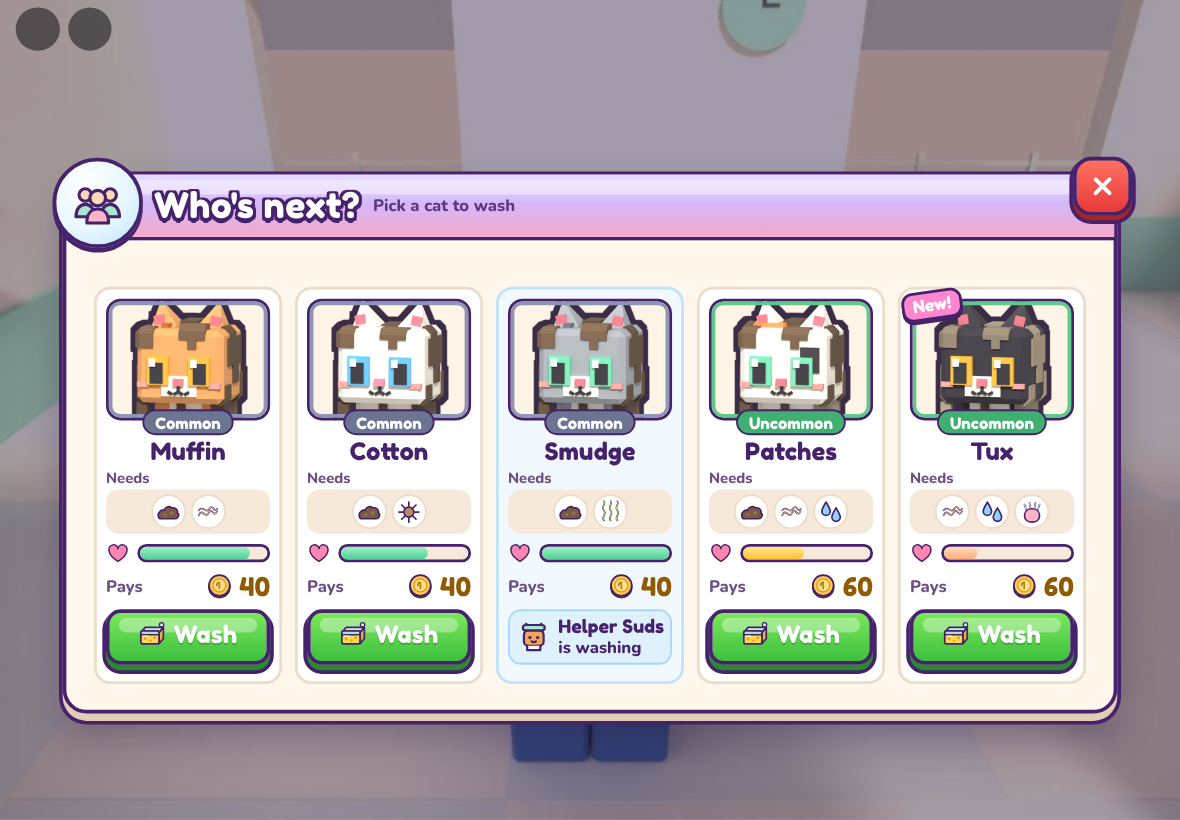 Who's next? Pick a cat to wash
New!
Common Common Common Uncommon Uncommon
Muffin Cotton Smudge Patches Tux
Needs Needs Needs Needs Needs
Pays 40 Pays 40 Pays 40 Pays 60 Pays 60
Wash Wash Helper Suds Wash Wash
is washing